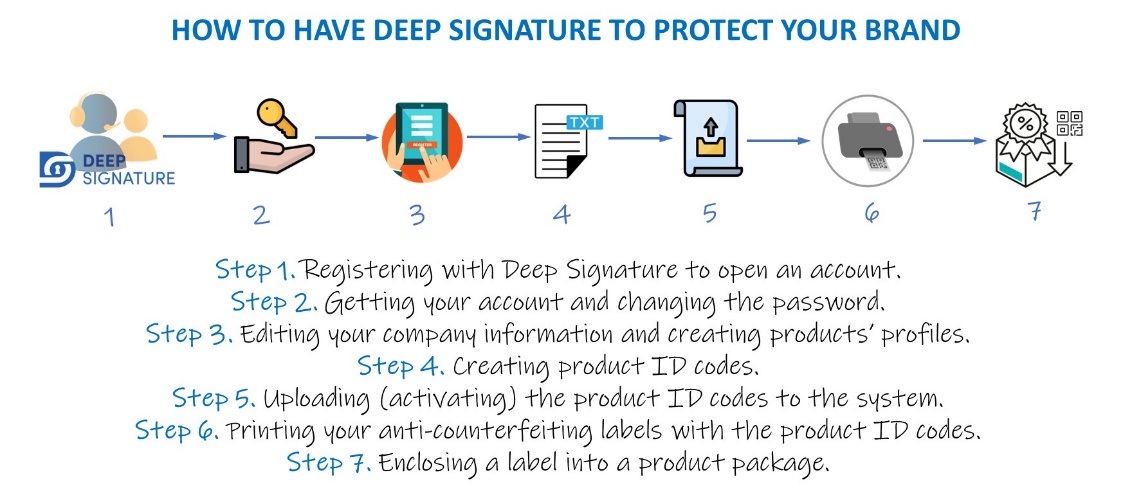 HOW TO HAVE DEEP SIGNATURE TO PROTECT YOUR BRAND
DEEP
SIGNATURE
REGISTER
TXT
%
1 2 3 4 5 6 7
Step 1. Registering with Deep Signature to open an account.
Step 2. Getting your account and changing the password.
Step 3. Editing your company information and creating products' profiles.
Step 4. Creating product ID codes.
Step 5. Uploading (activating) the product ID codes to the system.
Step 6. Printing your anti-counterfeiting labels with the product ID codes.
Step 7. Enclosing a label into a product package.